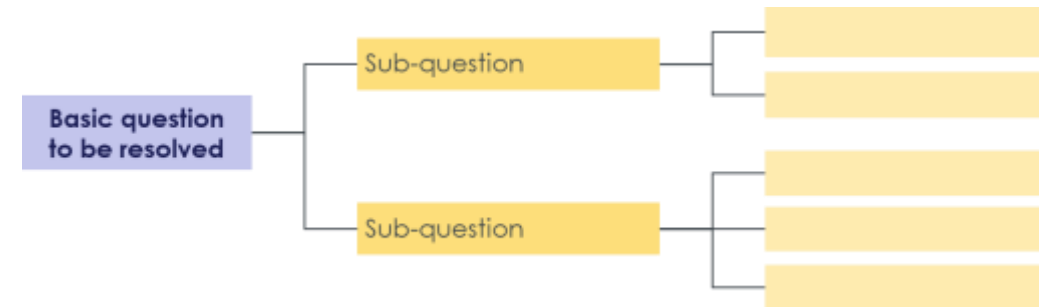 Sub-question
Basic question
to be resolved
Sub-question